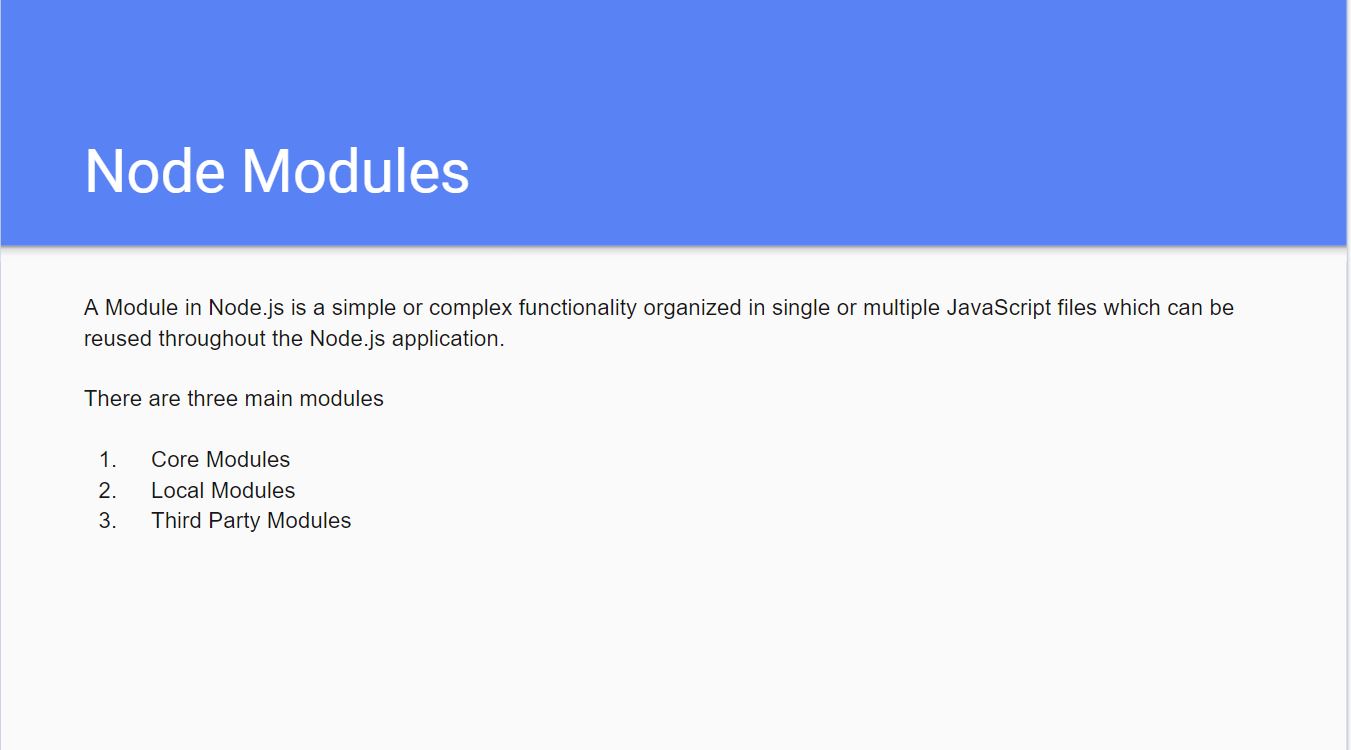 Node Modules
A Module in Node.js is a simple or complex functionality organized in single or multiple JavaScript files which can be
reused throughout the Node.js application.
There are three main modules
1. Core Modules
2. Local Modules
3. Third Party Modules